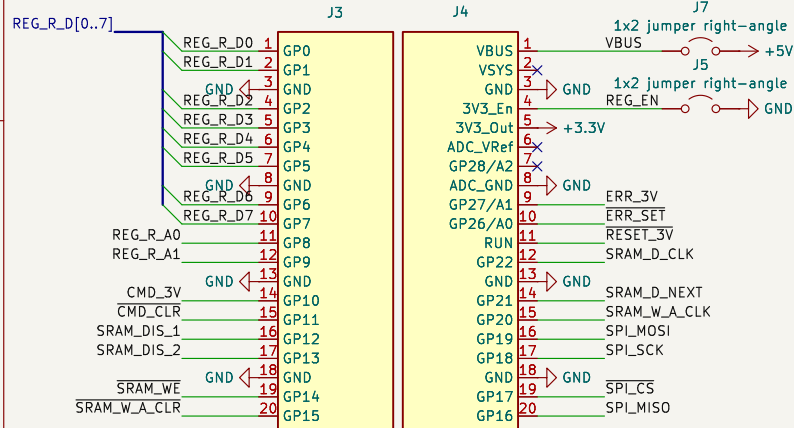 J3
J4
J7
REG_R_D[0..7]
1x2 jumper right-angle
REG_R_D0 1 GP0
VBUS 1 VBUS
+5V
REG_R_D1 2 GP1
VSYS 2
J5
GND 3 GND
GND 3 GND
1x2 jumper right-angle
REG_R_D2 4 GP2
3V3_En 4 REG_EN
GND
REG_R_D3 5 GP3
3V3_Out 5 +3.3V
REG_R_D4 6 GP4
ADC_VRef 6
REG_R_D5 7 GP5
GP28/A2 7
GND 8 GND
ADC_GND 8 GND
REG_R_D6 9 GP6
GP27/A1 9 ERR_3V
REG_R_D7 10 GP7
GP26/A0 10 ERR_SET
REG_R_A0 11 GP8
RUN 11 RESET_3V
REG_R_A1 12 GP9
GP22 12 SRAM_D_CLK
GND 13 GND
GND 13 GND
CMD_3V 14 GP10
GP21 14 SRAM_D_NEXT
CMD_CLR 15 GP11
GP20 15 SRAM_W_A_CLK
SRAM_DIS_1 16 GP12
GP19 16 SPI_MOSI
SRAM_DIS_2 17 GP13
GP18 17 SPI_SCK
GND 18 GND
GND 18 GND
SRAM_WE 19 GP14
GP17 19 SPI_CS
SRAM_W_A_CLR 20 GP15
GP16 20 SPI_MISO